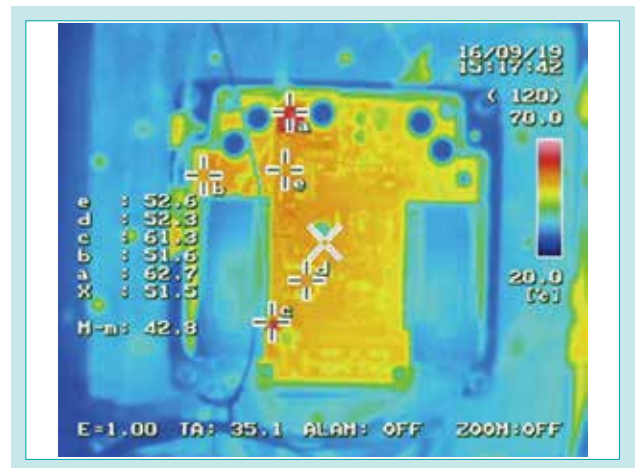 16/09/19
15:17:42
( 120)
70.0
a
b
e
e : 52.6
d : 52.3
c : 61.3
b : 51.6
a : 62.7
X : 51.5
d
20.0
[℃]
c
M-m: 42.8
E=1.00 TA: 35.1 ALAM: OFF ZOOM:OFF